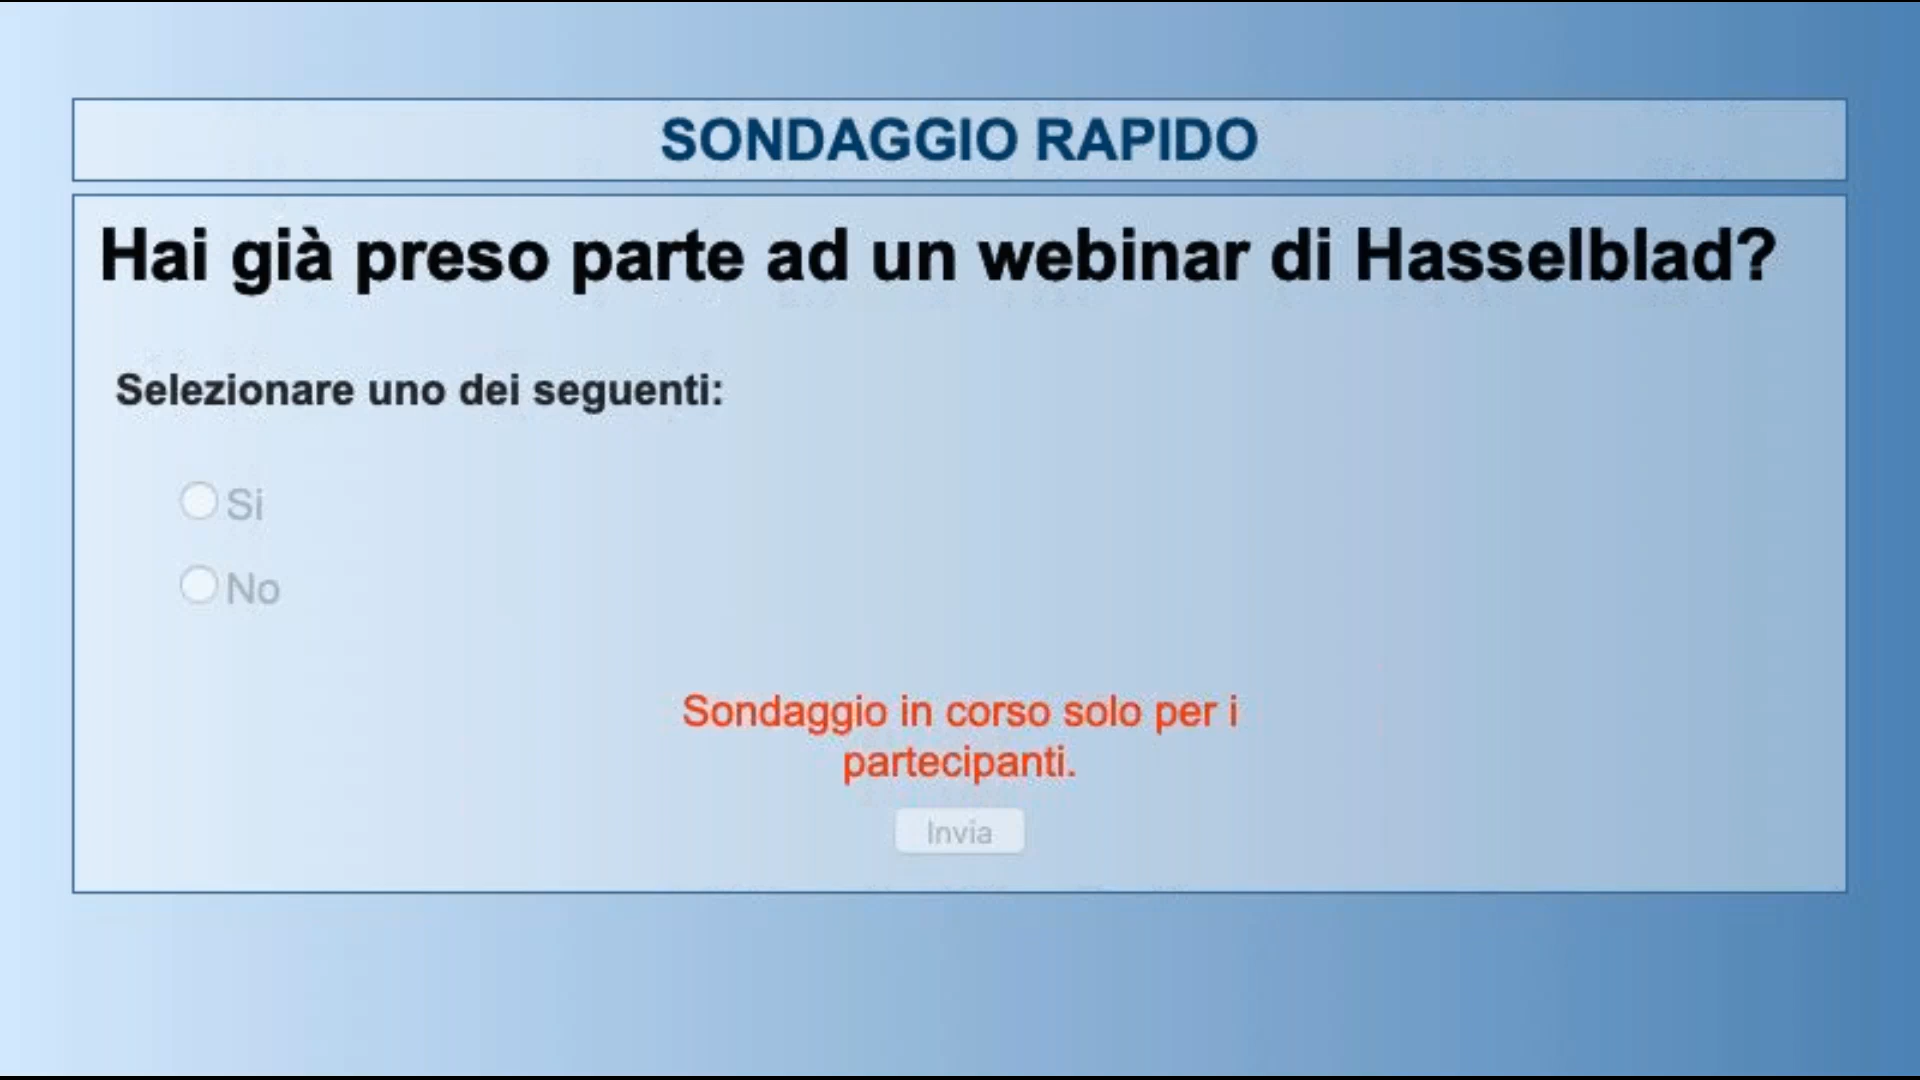 SONDAGGIO RAPIDO
Hai già preso parte ad un webinar di Hasselblad?
Selezionare uno dei seguenti:
Si
No
Sondaggio in corso solo per i
partecipanti.
Invia